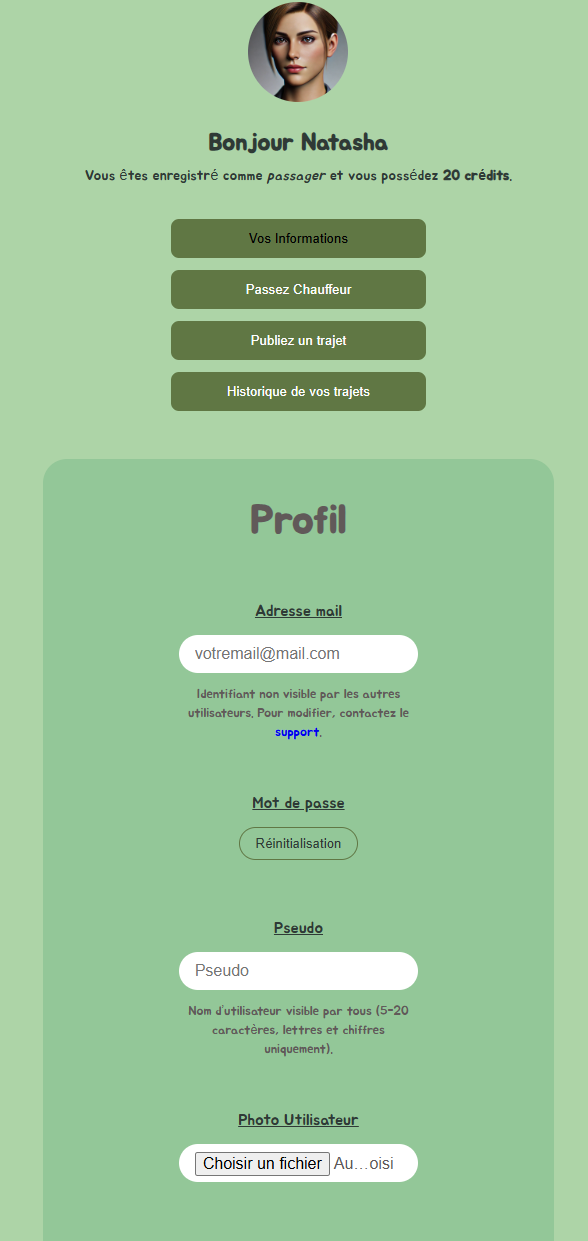 Bonjour Natasha
Vous êtes enregistré comme passager et vous possédez 20 crédits.
Vos Informations
Passez Chauffeur
Publiez un trajet
Historique de vos trajets
Profil
Adresse mail
votremail@mail.com
Identifiant non visible par les autres
utilisateurs. Pour modifier, contactez le
support.
Mot de passe
Réinitialisation
Pseudo
Pseudo
Nom d'utilisateur visible par tous (5-20
caractères, lettres et chiffres
uniquement).
Photo Utilisateur
Choisir un fichier Au...oisi